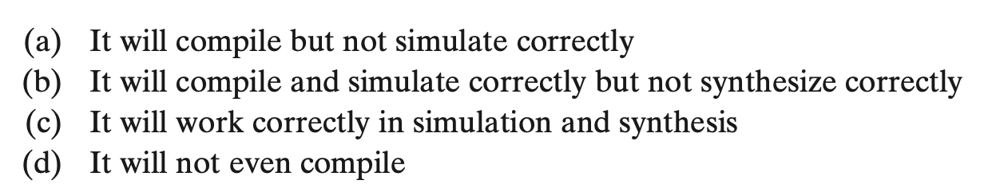 (a) It will compile but not simulate correctly
(b) It will compile and simulate correctly but not synthesize correctly
(c) It will work correctly in simulation and synthesis
(d) It will not even compile